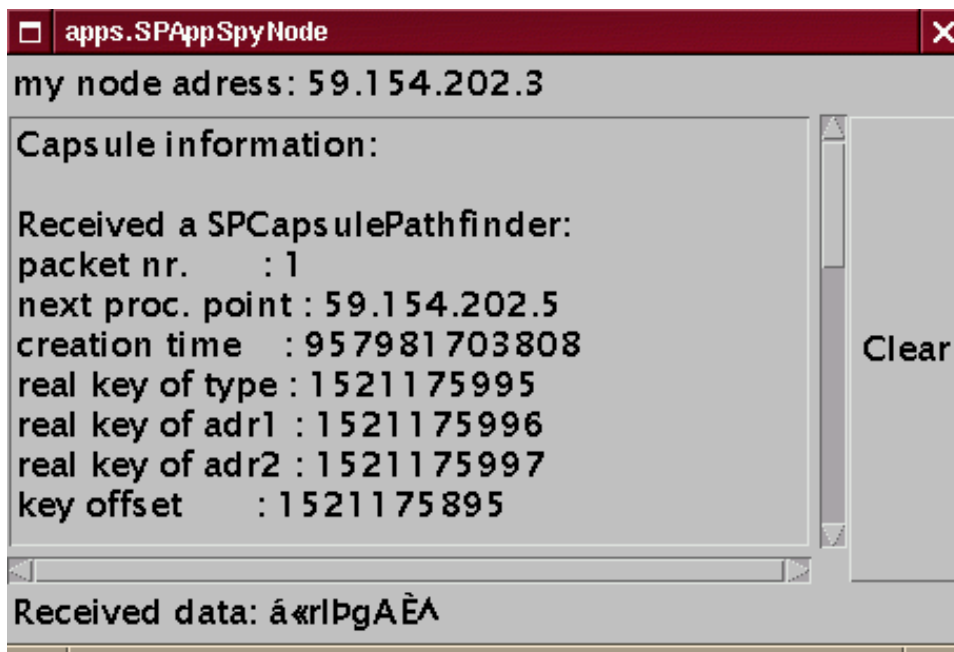 apps.SPAppSpyNode
my node adress: 59.154.202.3
Capsule information:
Received a SPCapsulePathfinder:
packet nr. : 1
next proc. point : 59.154.202.5
creation time : 957981703808
real key of type : 1521175995
real key of adr1 : 1521175996
real key of adr2 : 1521175997
key offset : 1521175895
Clear
Received data: á«rlÞgAÈ^